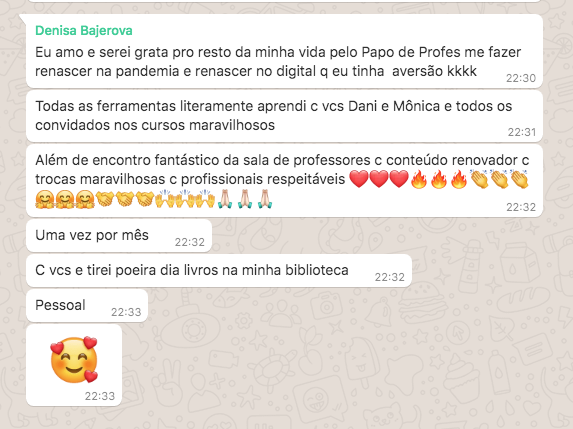 Denisa Bajerova
Eu amo e serei grata pro resto da minha vida pelo Papo de Profes me fazer
renascer na pandemia e renascer no digital q eu tinha aversão kkkk
22:30
Todas as ferramentas literamente aprendi c vcs Dani e Mônica e todos os
convidados nos cursos maravilhosos
22:31
Além de encontro fantástico da sala de professores c conteúdo renovador c
trocas maravilhosas c profissionais respeitáveis ❤️❤️❤️🔥🔥🔥👏🏻👏🏻👏🏻
🤗🤗🤗🤝🤝🤝🙌🙌🙌🙏🏻🙏🏻🙏🏻
22:32
Uma vez por mês
22:32
C vcs e tirei poeira dia livros na minha biblioteca
22:32
Pessoal
22:33
🥰
22:33